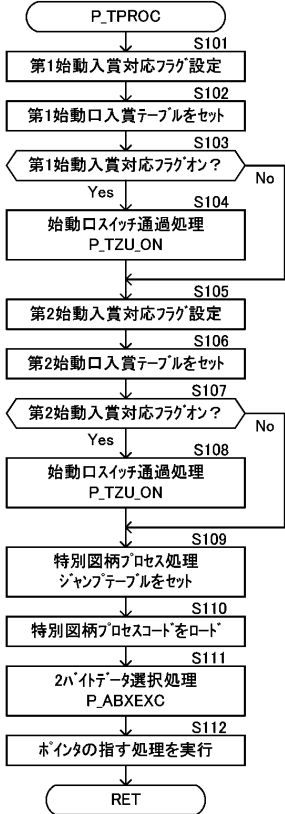 P_TPROC
S101
第1始動入賞対応フラグ設定
S102
第1始動口入賞テーブルをセット
S103
第1始動入賞対応フラグオン？
No
Yes
S104
始動口スイッチ通過処理
P_TZU_ON
S105
第2始動入賞対応フラグ設定
S106
第2始動口入賞テーブルをセット
S107
第2始動入賞対応フラグオン？
No
Yes
S108
始動口スイッチ通過処理
P_TZU_ON
S109
特別図柄プロセス処理
ジャンプテーブルをセット
S110
特別図柄プロセスコードをロード
S111
2バイトデータ選択処理
P_ABXEXC
S112
ポインタの指す処理を実行
RET